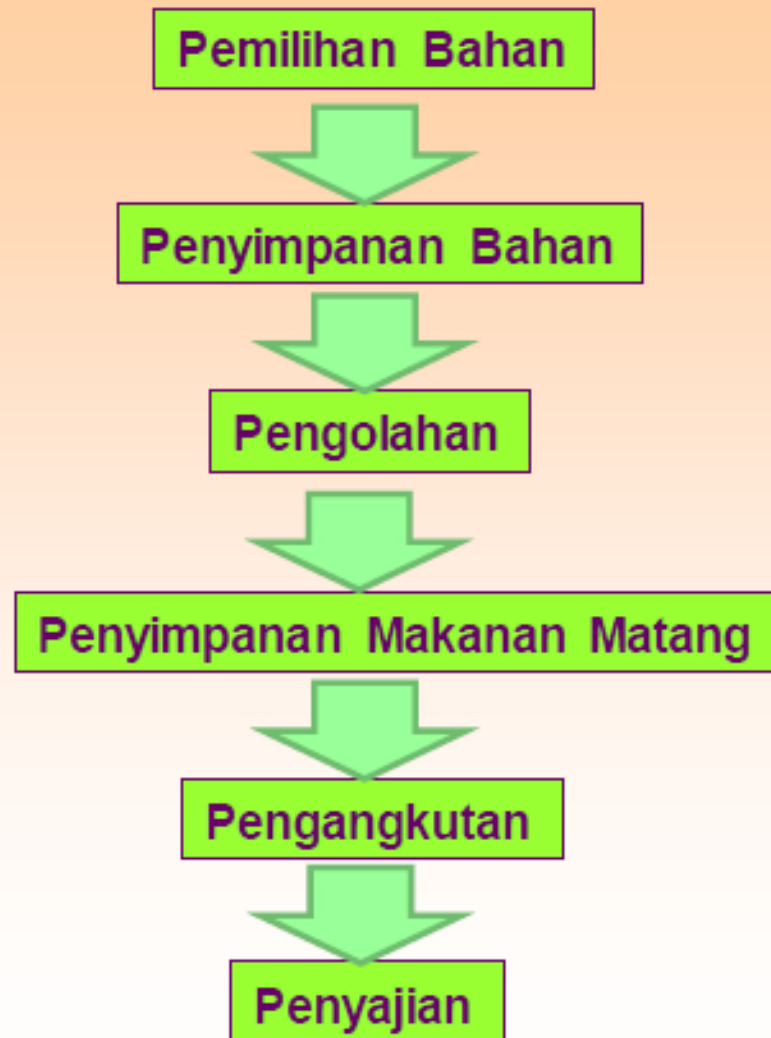 Pemilihan Bahan
Penyimpanan Bahan
Pengolahan
Penyimpanan Makanan Matang
Pengangkutan
Penyajian